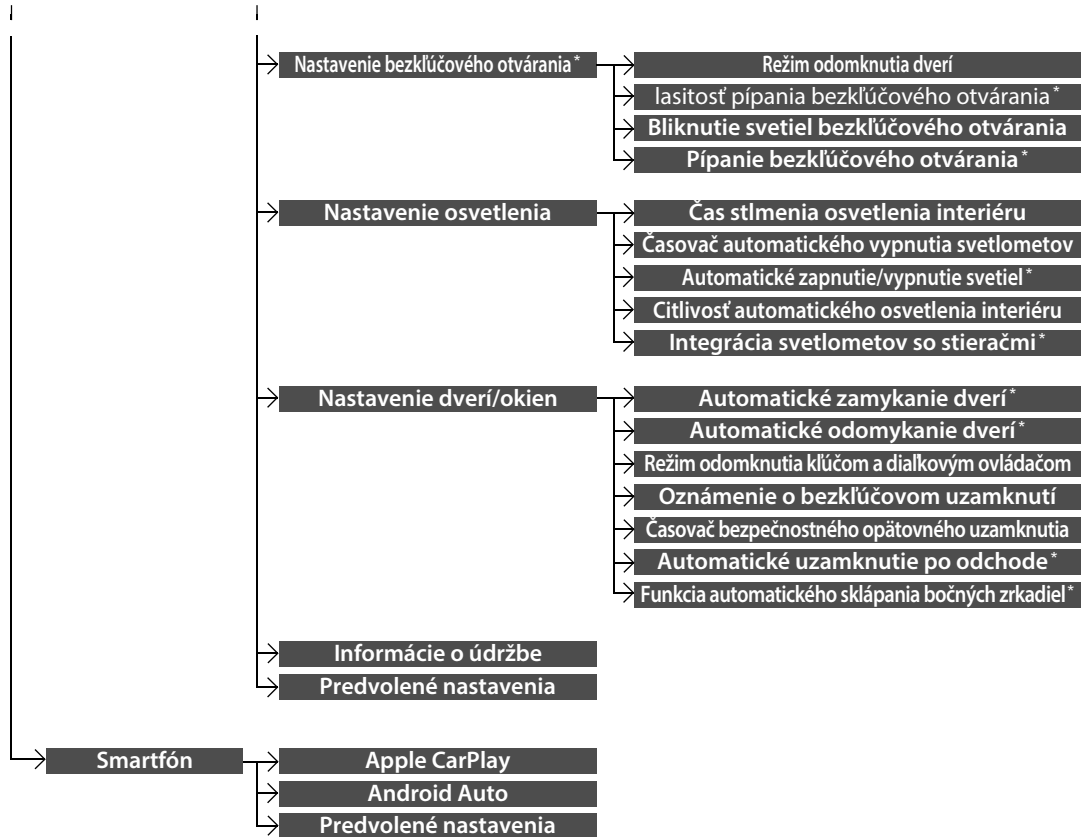 Nastavenie bezkľúčového otvárania*
Režim odomknutia dverí
lasitosť pípania bezkľúčového otvárania*
Bliknutie svetiel bezkľúčového otvárania
Pípanie bezkľúčového otvárania*
Nastavenie osvetlenia
Čas stlmenia osvetlenia interiéru
Časovač automatického vypnutia svetlometov
Automatické zapnutie/vypnutie svetiel*
Citlivosť automatického osvetlenia interiéru
Integrácia svetlometov so stieračmi*
Nastavenie dverí/okien
Automatické zamykanie dverí*
Automatické odomykanie dverí*
Režim odomknutia kľúčom a diaľkovým ovládačom
Oznámenie o bezkľúčovom uzamknutí
Časovač bezpečnostného opätovného uzamknutia
Automatické uzamknutie po odchode*
Funkcia automatického sklápania bočných zrkadiel*
Informácie o údržbe
Predvolené nastavenia
Smartfón
Apple CarPlay
Android Auto
Predvolené nastavenia